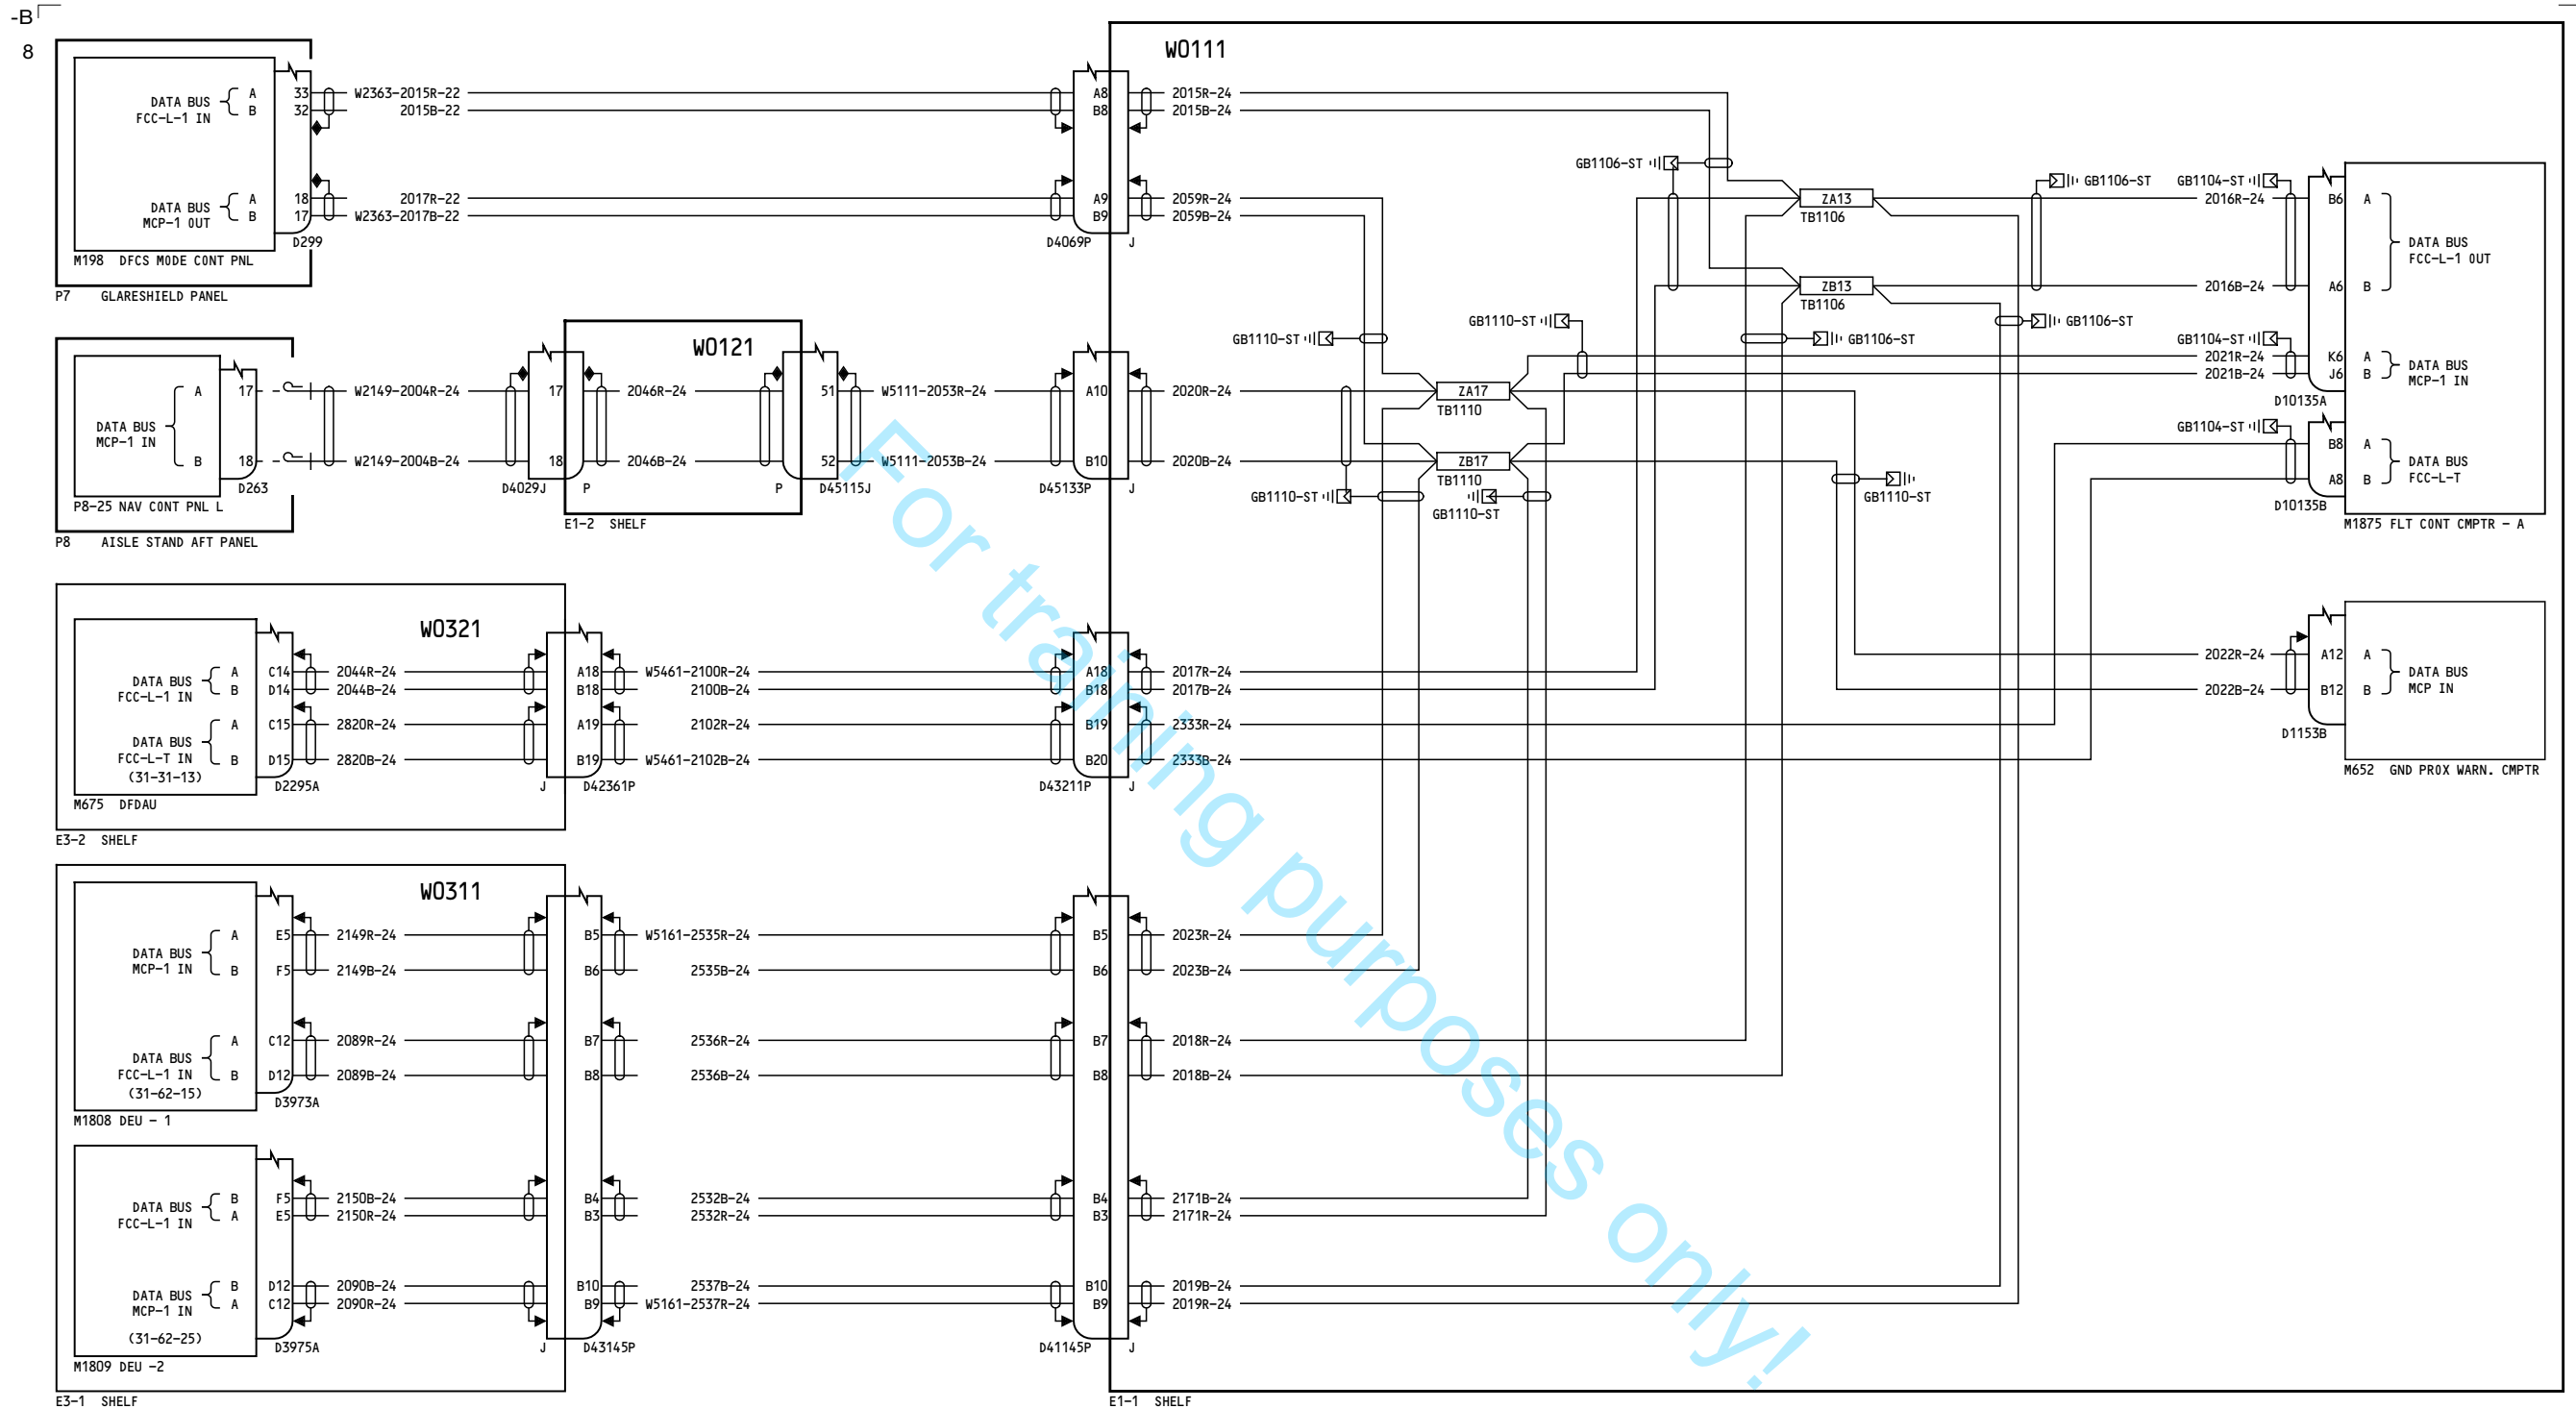 -B
8
W0111
DATA BUS
FCC-L-1 IN
A 33 W2363-2015R-22 A8 2015R-24
B 32 2015B-22 B8 2015B-24
DATA BUS
MCP-1 OUT
A 18 2017R-22 A9 2059R-24
B 17 W2363-2017B-22 B9 2059B-24
D299 D4069P J
M198 DFCS MODE CONT PNL
P7 GLARESHIELD PANEL
GB1106-ST
ZA13
TB1106
ZB13
TB1106
GB1106-ST
GB1104-ST
2016R-24 B6 A
DATA BUS
FCC-L-1 OUT
2016B-24 A6 B
GB1106-ST
GB1104-ST
2021R-24 K6 A
2021B-24 J6 B
DATA BUS
MCP-1 IN
D10135A
GB1104-ST
B8 A
DATA BUS
FCC-L-T
A8 B
D10135B
M1875 FLT CONT CMPTR - A
GB1110-ST
GB1110-ST
GB1106-ST
ZA17
TB1110
ZB17
TB1110
GB1110-ST
GB1110-ST
GB1110-ST
W0121
A 17 W2149-2004R-24 17 2046R-24 51 W5111-2053R-24 A10 2020R-24
DATA BUS
MCP-1 IN
B 18 W2149-2004B-24 18 2046B-24 52 W5111-2053B-24 B10 2020B-24
D263 D4029J P P D45115J D45133P J
P8-25 NAV CONT PNL L
E1-2 SHELF
P8 AISLE STAND AFT PANEL
W0321
DATA BUS
FCC-L-1 IN
A C14 2044R-24 A18 W5461-2100R-24 A18 2017R-24
B D14 2044B-24 B18 2100B-24 B18 2017B-24
DATA BUS
FCC-L-T IN
(31-31-13)
A C15 2820R-24 A19 2102R-24 B19 2333R-24
B D15 2820B-24 B19 W5461-2102B-24 B20 2333B-24
D2295A J D42361P D43211P J
M675 DFDAU
E3-2 SHELF
2022R-24 A12 A
DATA BUS
MCP IN
2022B-24 B12 B
D1153B
M652 GND PROX WARN. CMPTR
W0311
A E5 2149R-24 B5 W5161-2535R-24 B5 2023R-24
DATA BUS
MCP-1 IN
B F5 2149B-24 B6 2535B-24 B6 2023B-24
A C12 2089R-24 B7 2536R-24 B7 2018R-24
DATA BUS
FCC-L-1 IN
B D12 2089B-24 B8 2536B-24 B8 2018B-24
(31-62-15)
D3973A
M1808 DEU - 1
DATA BUS
FCC-L-1 IN
B F5 2150B-24 B4 2532B-24 B4 2171B-24
A E5 2150R-24 B3 2532R-24 B3 2171R-24
DATA BUS
MCP-1 IN
B D12 2090B-24 B10 2537B-24 B10 2019B-24
A C12 2090R-24 B9 W5161-2537R-24 B9 2019R-24
(31-62-25)
D3975A J D43145P D41145P J
M1809 DEU -2
E3-1 SHELF
E1-1 SHELF
For training purposes only!